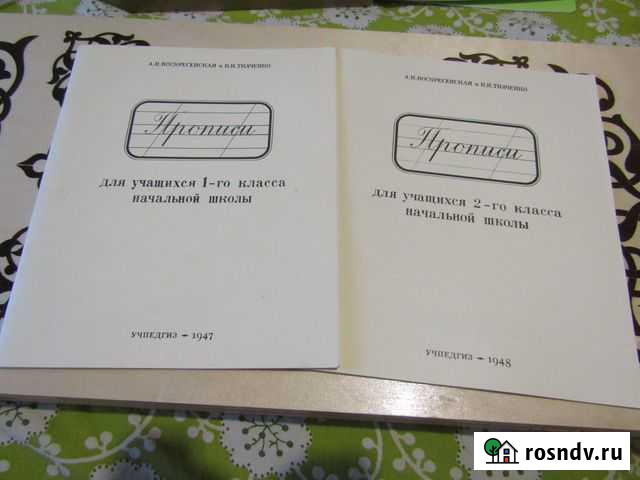 А.И. ВОСКРЕСЕНСКАЯ и Н.И. ТКАЧЕНКО
Прописи
для учащихся 1-го класса
начальной школы
УЧПЕДГИЗ – 1947
А.И. ВОСКРЕСЕНСКАЯ и Н.И. ТКАЧЕНКО
Прописи
для учащихся 2-го класса
начальной школы
УЧПЕДГИЗ – 1948
rosndv.ru